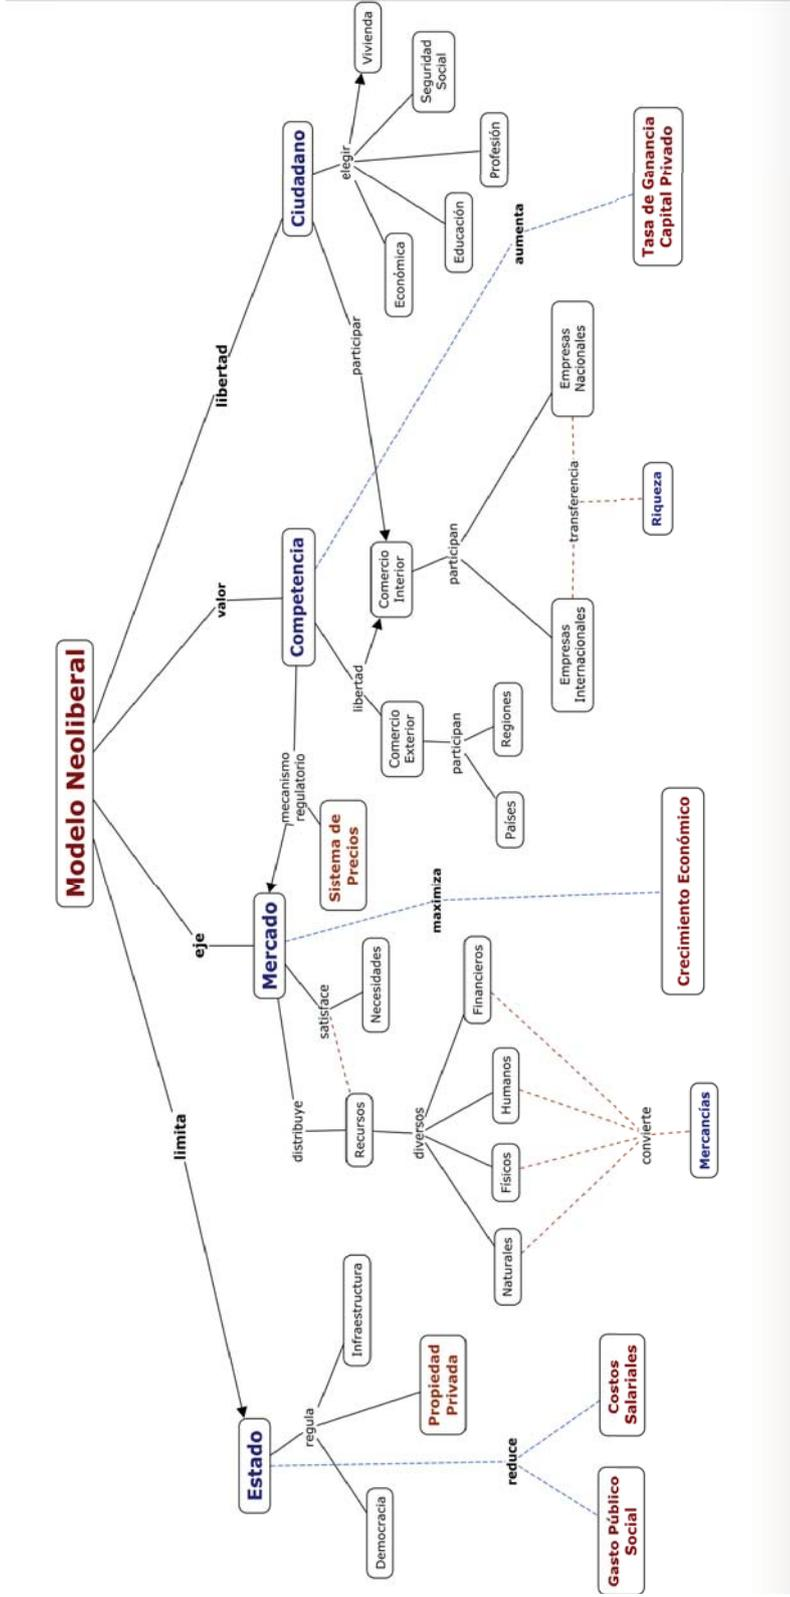 Modelo Neoliberal
limita
eje
valor
libertad
Estado
Mercado
Competencia
Ciudadano
regula
Democracia
Propiedad
Privada
Infraestructura
reduce
Gasto Público
Social
Costos
Salariales
distribuye
satisface
Recursos
Necesidades
diversos
Naturales
Físicos
Humanos
Financieros
convierte
Mercancías
maximiza
Crecimiento Económico
mecanismo
regulatorio
Sistema de
Precios
libertad
Comercio
Exterior
Comercio
Interior
participan
Países
Regiones
participan
Empresas
Internacionales
transferencia
Empresas
Nacionales
Riqueza
participar
elegir
Económica
Educación
Profesión
Seguridad
Social
Vivienda
aumenta
Tasa de Ganancia
Capital Privado